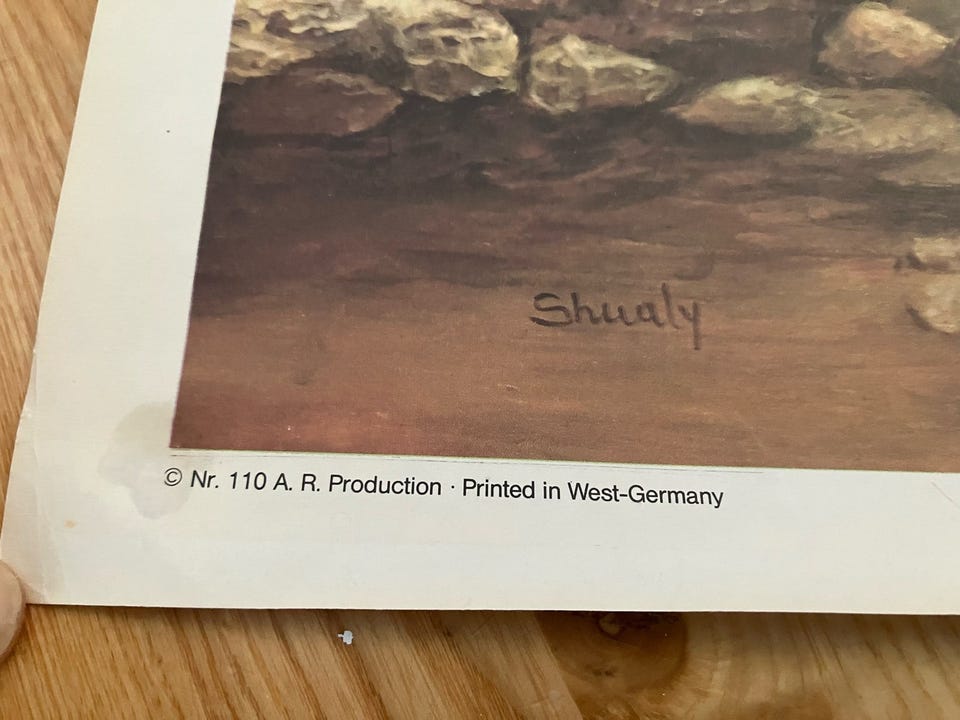 Shualy
© Nr. 110 A. R. Production · Printed in West-Germany